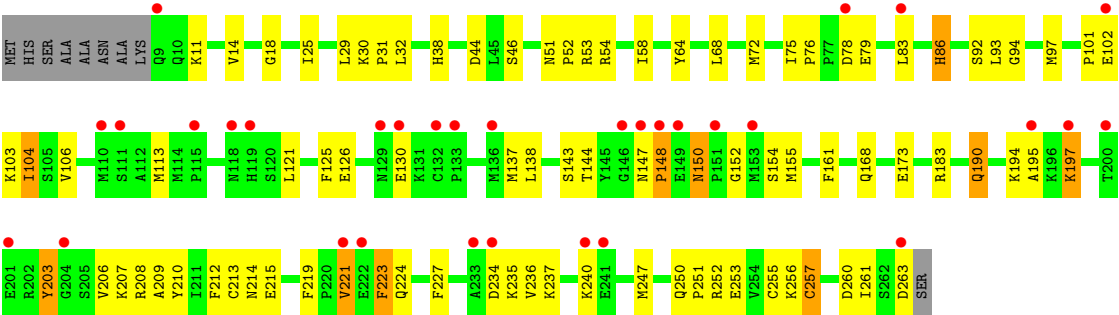 MET HIS SER ALA ALA ASN ALA LYS Q9 Q10 K11 V14 G18 I25 L29 K30 P31 L32 H38 D44 L45 S46 N51 P52 R53 R54 I58 Y64 L68 M72 I75 P76 P77 D78 E79 L83 H86 S92 L93 G94 M97 P101 E102
K103 I104 S105 V106 M110 S111 A112 M113 M114 P115 N118 H119 S120 L121 F125 E126 N129 E130 K131 C132 P133 M136 M137 L138 S143 T144 Y145 G146 N147 P148 E149 N150 P151 G152 M153 S154 M155 F161 Q168 E173 R183 Q190 K194 A195 K196 K197 T200
E201 R202 Y203 G204 S205 V206 K207 R208 A209 Y210 I211 F212 C213 N214 E215 F219 P220 V221 E222 F223 Q224 F227 A233 D234 K235 V236 K237 K240 E241 M247 Q250 P251 R252 E253 V254 C255 K256 C257 D260 I261 S262 D263 SER